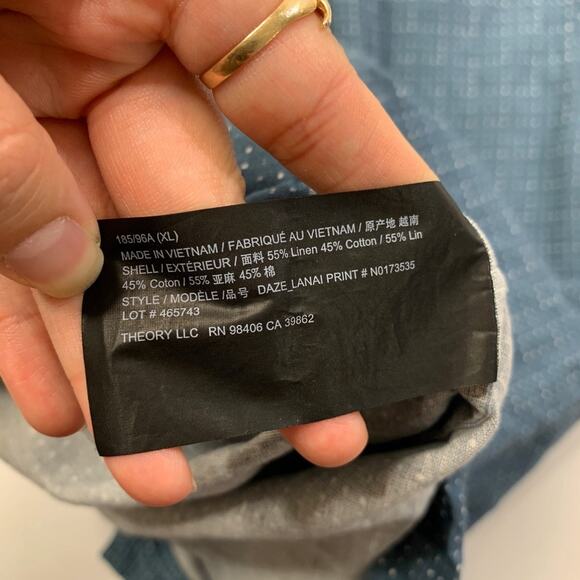 185/96A (XL)
MADE IN VIETNAM / FABRIQUÉ AU VIETNAM / 原产地 越南
SHELL / EXTÉRIEUR / 面料 55% Linen 45% Cotton / 55% Lin
45% Coton / 55% 亚麻 45% 棉
STYLE / MODÈLE /品号 DAZE_LANAI PRINT # N0173535
LOT # 465743
THEORY LLC RN 98406 CA 39862